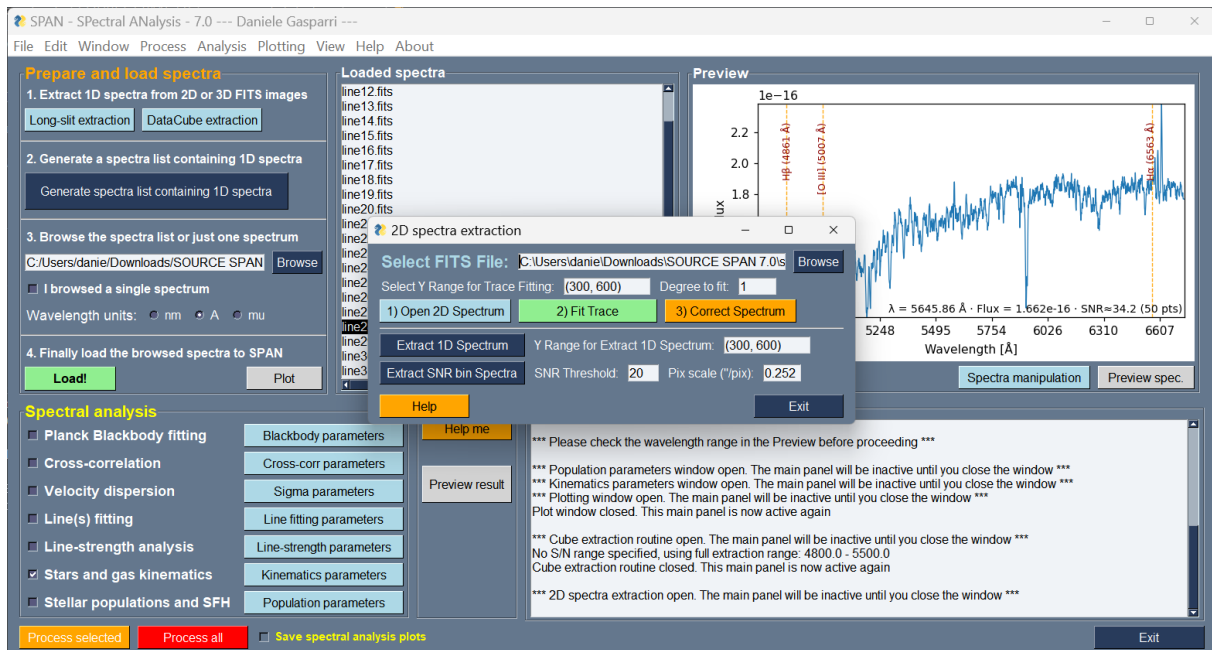 SPAN - SPectral ANalysis - 7.0 --- Daniele Gasparri ---
File Edit Window Process Analysis Plotting View Help About
Prepare and load spectra
1. Extract 1D spectra from 2D or 3D FITS images
Long-slit extraction DataCube extraction
2. Generate a spectra list containing 1D spectra
Generate spectra list containing 1D spectra
3. Browse the spectra list or just one spectrum
C:/Users/danie/Downloads/SOURCE SPAN Browse
I browsed a single spectrum
Wavelength units: nm A mu
4. Finally load the browsed spectra to SPAN
Load! Plot
Loaded spectra
line12.fits
line13.fits
line14.fits
line15.fits
line16.fits
line17.fits
line18.fits
line19.fits
line20.fits
line2
line2
line2
line2
line2
line2
line2
line2
line2
line3
line3
Preview
1e−16
2.2
2.0
1.8
Hβ (4861 Å)
[O III] (5007 Å)
Hα (6563 Å)
λ = 5645.86 Å · Flux = 1.662e-16 · SNR≈34.2 (50 pts)
5248 5495 5754 6026 6310 6607
Wavelength [Å]
Spectra manipulation Preview spec.
2D spectra extraction
Select FITS File: C:\Users\danie\Downloads\SOURCE SPAN 7.0\s Browse
Select Y Range for Trace Fitting: (300, 600) Degree to fit: 1
1) Open 2D Spectrum 2) Fit Trace 3) Correct Spectrum
Extract 1D Spectrum Y Range for Extract 1D Spectrum: (300, 600)
Extract SNR bin Spectra SNR Threshold: 20 Pix scale ("/pix): 0.252
Help Exit
Spectral analysis
Planck Blackbody fitting Blackbody parameters
Cross-correlation Cross-corr parameters
Velocity dispersion Sigma parameters
Line(s) fitting Line fitting parameters
Line-strength analysis Line-strength parameters
Stars and gas kinematics Kinematics parameters
Stellar populations and SFH Population parameters
Help me
Preview result
*** Please check the wavelength range in the Preview before proceeding ***
*** Population parameters window open. The main panel will be inactive until you close the window ***
*** Kinematics parameters window open. The main panel will be inactive until you close the window ***
*** Plotting window open. The main panel will be inactive until you close the window ***
Plot window closed. This main panel is now active again
*** Cube extraction routine open. The main panel will be inactive until you close the window ***
No S/N range specified, using full extraction range: 4800.0 - 5500.0
Cube extraction routine closed. This main panel is now active again
*** 2D spectra extraction open. The main panel will be inactive until you close the window ***
Process selected Process all Save spectral analysis plots Exit